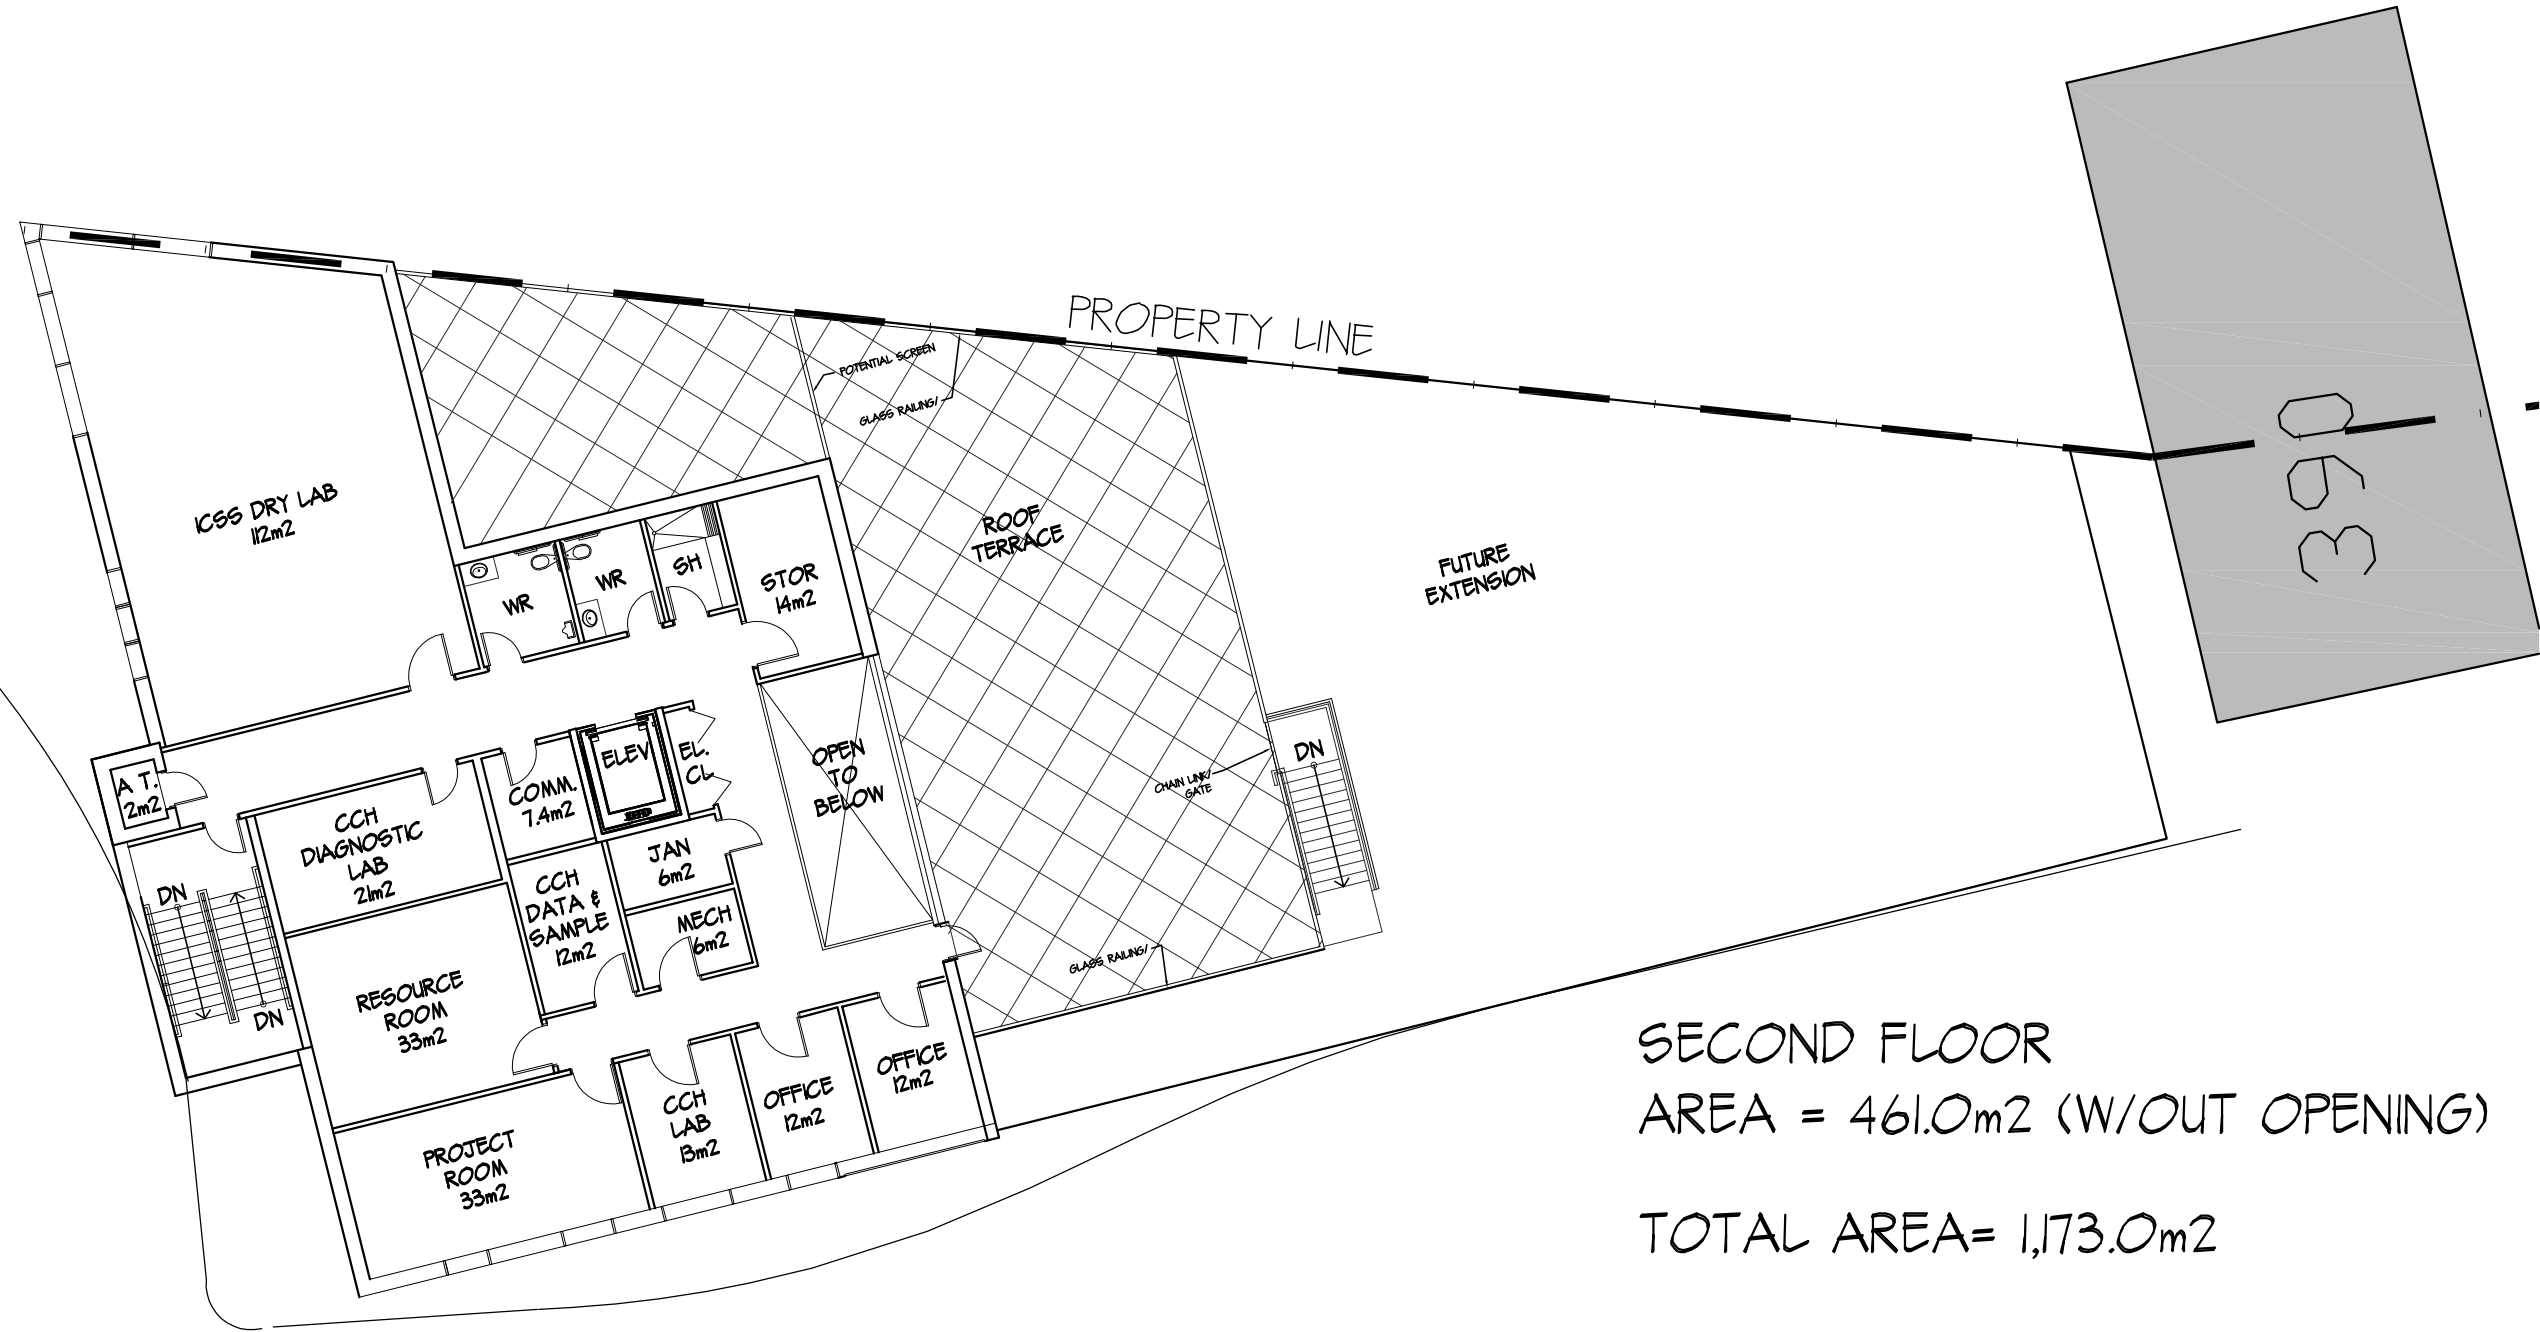 PROPERTY LINE
POTENTIAL SCREEN
GLASS RAILING/
390
ICSS DRY LAB
112m2
ROOF
TERRACE
FUTURE
EXTENSION
WR
WR
SH
STOR
14m2
A.T.
2m2
CCH
DIAGNOSTIC
LAB
21m2
COMM.
7.4m2
ELEV
EL.
CL
OPEN
TO
BELOW
CHAIN LINK/
GATE
DN
JAN
6m2
CCH
DATA &
SAMPLE
12m2
MECH
6m2
DN
DN
RESOURCE
ROOM
33m2
GLASS RAILING/
PROJECT
ROOM
33m2
CCH
LAB
13m2
OFFICE
12m2
OFFICE
12m2
SECOND FLOOR
AREA = 461.0m2 (W/OUT OPENING)
TOTAL AREA= 1,173.0m2